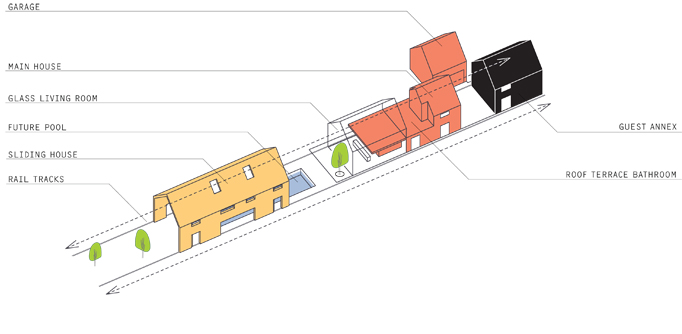 GARAGE
MAIN HOUSE
GLASS LIVING ROOM
FUTURE POOL
SLIDING HOUSE
RAIL TRACKS
GUEST ANNEX
ROOF TERRACE BATHROOM